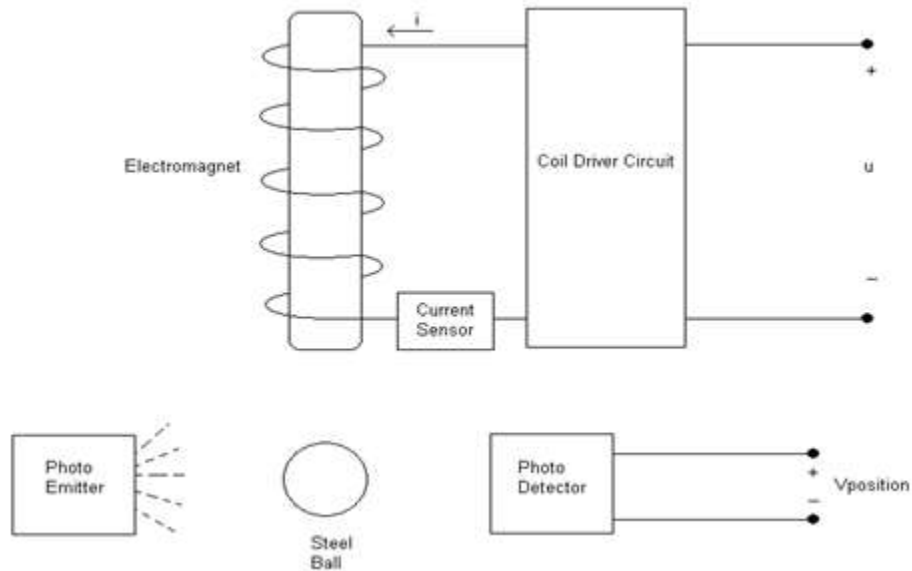 i
+
Electromagnet
Coil Driver Circuit
u
−
Current
Sensor
Photo
Emitter
Photo
Detector
+
−
Vposition
Steel
Ball